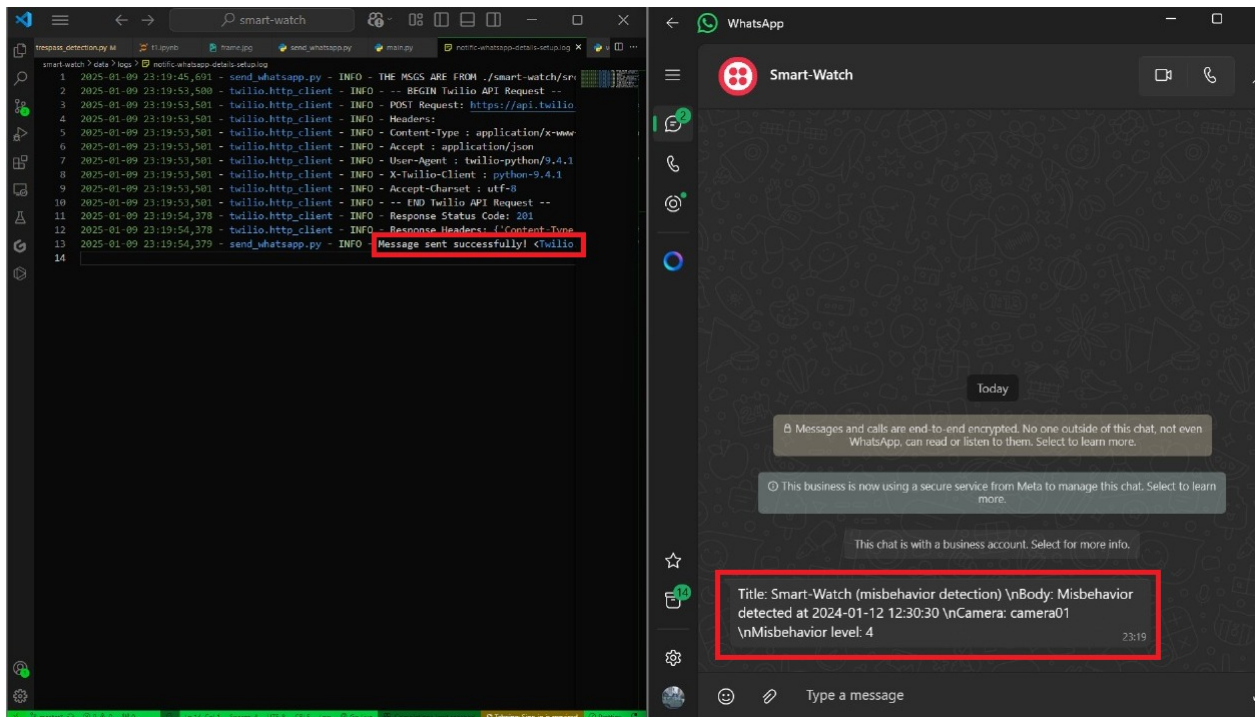 smart-watch
trespass_detection.py M
t1.ipynb
frame.jpg
send_whatsapp.py
main.py
notific-whatsapp-details-setup.log
smart-watch > data > logs > notific-whatsapp-details-setup.log
1 2025-01-09 23:19:45,691 - send_whatsapp.py - INFO - THE MSGS ARE FROM ./smart-watch/sr
2 2025-01-09 23:19:53,500 - twilio.http_client - INFO - -- BEGIN Twilio API Request --
3 2025-01-09 23:19:53,501 - twilio.http_client - INFO - POST Request: https://api.twilio
4 2025-01-09 23:19:53,501 - twilio.http_client - INFO - Headers:
5 2025-01-09 23:19:53,501 - twilio.http_client - INFO - Content-Type : application/x-www-
6 2025-01-09 23:19:53,501 - twilio.http_client - INFO - Accept : application/json
7 2025-01-09 23:19:53,501 - twilio.http_client - INFO - User-Agent : twilio-python/9.4.1
8 2025-01-09 23:19:53,501 - twilio.http_client - INFO - X-Twilio-Client : python-9.4.1
9 2025-01-09 23:19:53,501 - twilio.http_client - INFO - Accept-Charset : utf-8
10 2025-01-09 23:19:53,501 - twilio.http_client - INFO - -- END Twilio API Request --
11 2025-01-09 23:19:54,378 - twilio.http_client - INFO - Response Status Code: 201
12 2025-01-09 23:19:54,378 - twilio.http_client - INFO - Response Headers: {'Content-Type
13 2025-01-09 23:19:54,379 - send_whatsapp.py - INFO - Message sent successfully! <Twilio
14
WhatsApp
Smart-Watch
2
Today
Messages and calls are end-to-end encrypted. No one outside of this chat, not even
WhatsApp, can read or listen to them. Select to learn more.
This business is now using a secure service from Meta to manage this chat. Select to learn
more.
This chat is with a business account. Select for more info.
14
Title: Smart-Watch (misbehavior detection) \nBody: Misbehavior
detected at 2024-01-12 12:30:30 \nCamera: camera01
\nMisbehavior level: 4
23:19
Type a message